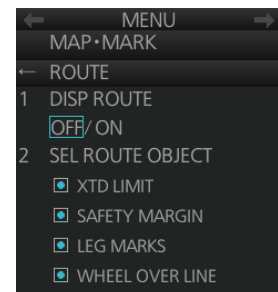 ← MENU →
MAP•MARK
← ROUTE
1 DISP ROUTE
OFF/ ON
2 SEL ROUTE OBJECT
XTD LIMIT
SAFETY MARGIN
LEG MARKS
WHEEL OVER LINE